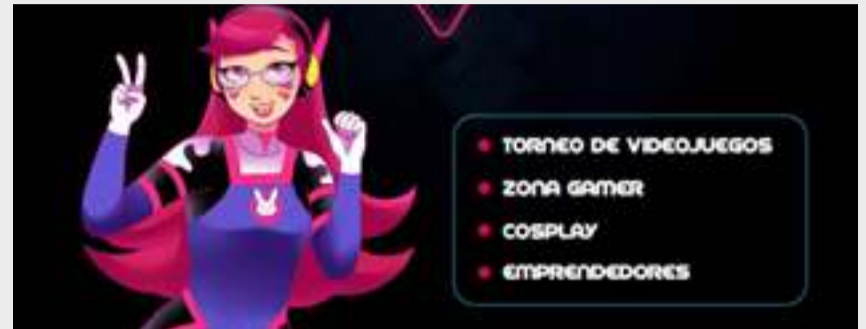 TORNEO DE VIDEOJUEGOS
ZONA GAMER
COSPLAY
EMPRENDEDORES